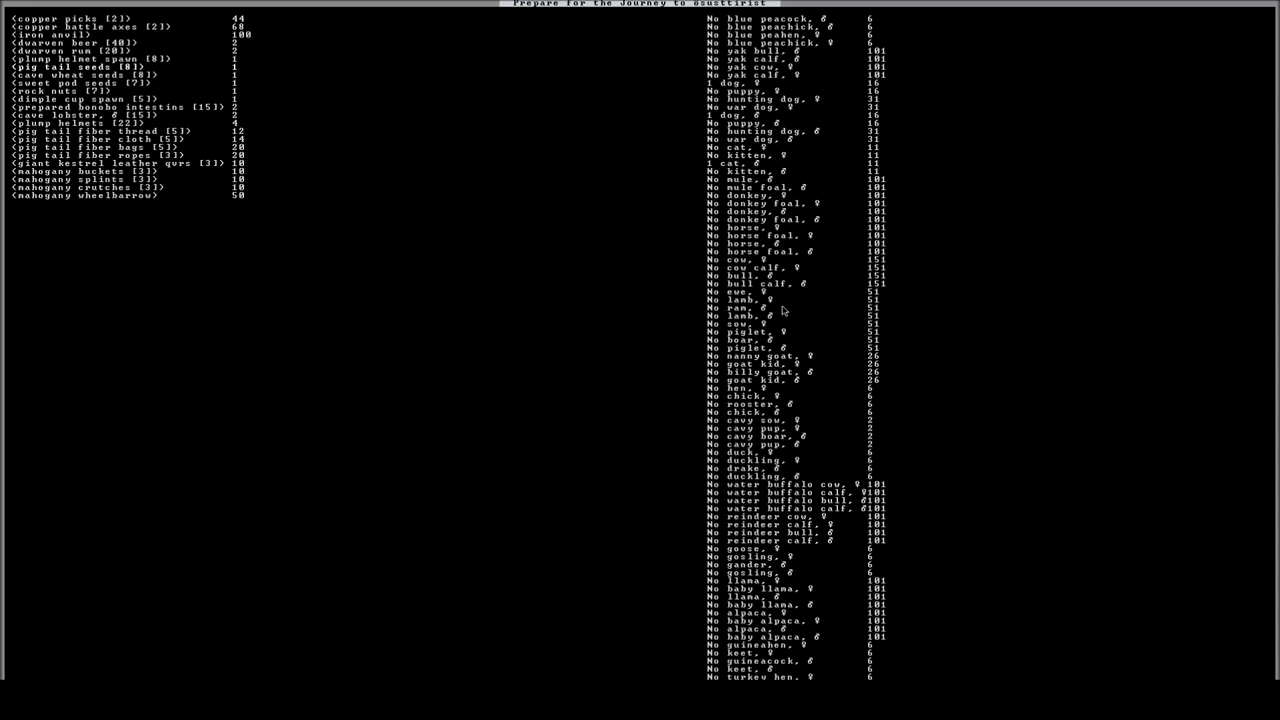 Prepare for the Journey to osusttirist
(copper picks [2]) 44
(copper battle axes [2]) 68
(iron anvil) 100
(dwarven beer [40]) 2
(dwarven rum [20]) 2
(plump helmet spawn [8]) 1
(pig tail seeds [8]) 1
(cave wheat seeds [8]) 1
(sweet pod seeds [7]) 1
(rock nuts [7]) 1
(dimple cup spawn [5]) 1
(prepared bonobo intestins [15]) 2
(cave lobster, ♂ [15]) 2
(plump helmets [22]) 4
(pig tail fiber thread [5]) 12
(pig tail fiber cloth [5]) 14
(pig tail fiber bags [5]) 20
(pig tail fiber ropes [3]) 20
(giant kestrel leather qvrs [3]) 10
(mahogany buckets [3]) 10
(mahogany splints [3]) 10
(mahogany crutches [3]) 10
(mahogany wheelbarrow) 50
No blue peacock, ♂ 6
No blue peachick, ♂ 6
No blue peahen, ♀ 6
No blue peachick, ♀ 6
No yak bull, ♂ 101
No yak calf, ♂ 101
No yak cow, ♀ 101
No yak calf, ♀ 101
1 dog, ♀ 16
No puppy, ♀ 16
No hunting dog, ♀ 31
No war dog, ♀ 31
1 dog, ♂ 16
No puppy, ♂ 16
No hunting dog, ♂ 31
No war dog, ♂ 31
No cat, ♀ 11
No kitten, ♀ 11
1 cat, ♂ 11
No kitten, ♂ 11
No mule, ♂ 101
No mule foal, ♂ 101
No donkey, ♀ 101
No donkey foal, ♀ 101
No donkey, ♂ 101
No donkey foal, ♂ 101
No horse, ♀ 101
No horse foal, ♀ 101
No horse, ♂ 101
No horse foal, ♂ 101
No cow, ♀ 151
No cow calf, ♀ 151
No bull, ♂ 151
No bull calf, ♂ 151
No ewe, ♀ 51
No lamb, ♀ 51
No ram, ♂ 51
No lamb, ♂ 51
No sow, ♀ 51
No piglet, ♀ 51
No boar, ♂ 51
No piglet, ♂ 51
No nanny goat, ♀ 26
No goat kid, ♀ 26
No billy goat, ♂ 26
No goat kid, ♂ 26
No hen, ♀ 6
No chick, ♀ 6
No rooster, ♂ 6
No chick, ♂ 6
No cavy sow, ♀ 2
No cavy pup, ♀ 2
No cavy boar, ♂ 2
No cavy pup, ♂ 2
No duck, ♀ 6
No duckling, ♀ 6
No drake, ♂ 6
No duckling, ♂ 6
No water buffalo cow, ♀ 101
No water buffalo calf, ♀101
No water buffalo bull, ♂101
No water buffalo calf, ♂101
No reindeer cow, ♀ 101
No reindeer calf, ♀ 101
No reindeer bull, ♂ 101
No reindeer calf, ♂ 101
No goose, ♀ 6
No gosling, ♀ 6
No gander, ♂ 6
No gosling, ♂ 6
No llama, ♀ 101
No baby llama, ♀ 101
No llama, ♂ 101
No baby llama, ♂ 101
No alpaca, ♀ 101
No baby alpaca, ♀ 101
No alpaca, ♂ 101
No baby alpaca, ♂ 101
No guineahen, ♀ 6
No keet, ♀ 6
No guineacock, ♂ 6
No keet, ♂ 6
No turkey hen, ♀ 6